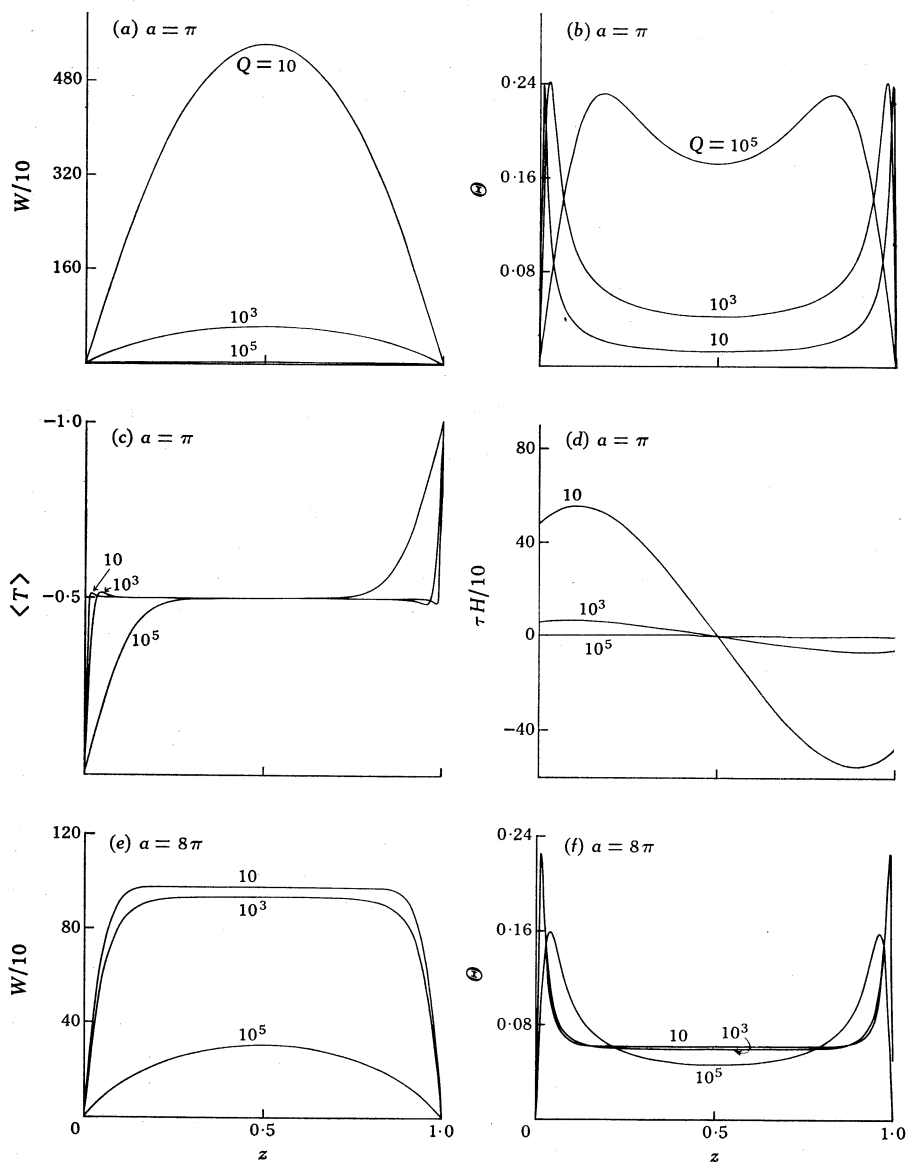 (a) a = π
Q = 10
10³
10⁵
480
320
160
W/10
(b) a = π
Q = 10⁵
10³
10
0·24
0·16
0·08
Θ
(c) a = π
10
10³
10⁵
−1·0
−0·5
⟨T⟩
(d) a = π
10
10³
10⁵
80
40
0
−40
τH/10
(e) a = 8π
10
10³
10⁵
120
80
40
W/10
0
0·5
1·0
z
(f) a = 8π
10
10³
10⁵
0·24
0·16
0·08
Θ
0
0·5
1·0
z